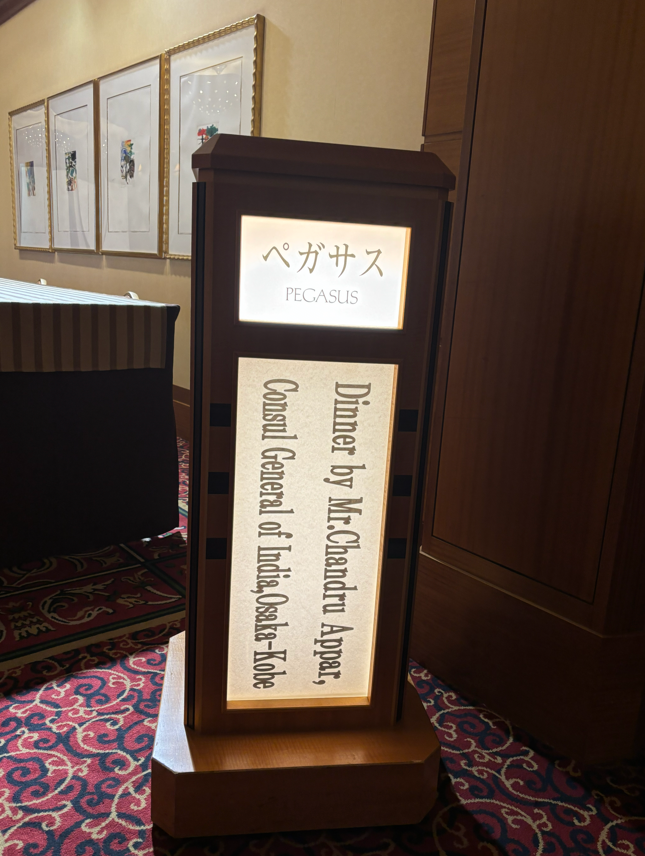 ペガサス
PEGASUS
Dinner by Mr.Chandru Appar,
Consul General of India,Osaka-Kobe